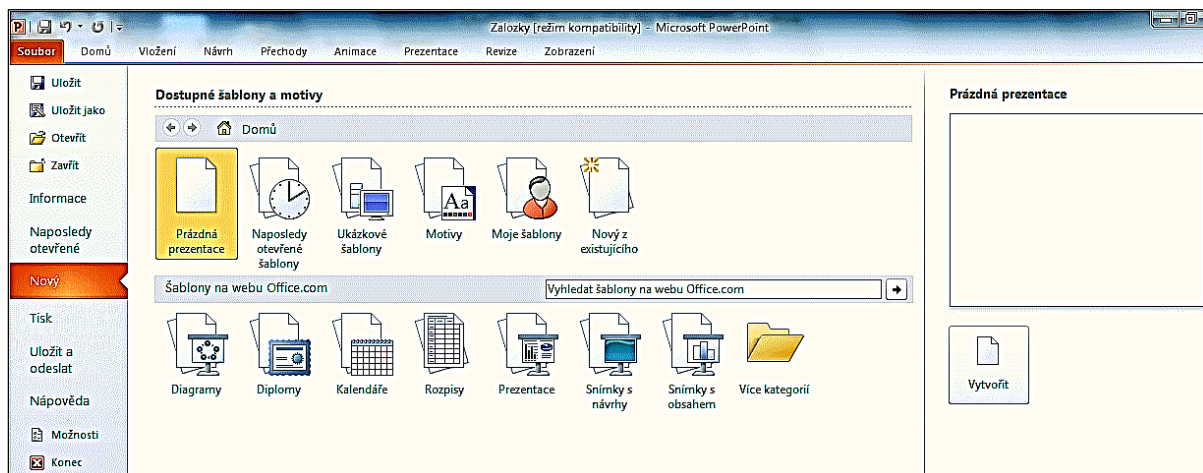 Zalozky [režim kompatibility] - Microsoft PowerPoint
Soubor Domů Vložení Návrh Přechody Animace Prezentace Revize Zobrazení
Uložit
Uložit jako
Otevřít
Zavřít
Informace
Naposledy
otevřené
Nový
Tisk
Uložit a
odeslat
Nápověda
Možnosti
Konec
Dostupné šablony a motivy
Domů
Prázdná
prezentace
Naposledy
otevřené
šablony
Ukázkové
šablony
Motivy
Moje šablony
Nový z
existujícího
Šablony na webu Office.com
Vyhledat šablony na webu Office.com
Diagramy
Diplomy
Kalendáře
Rozpisy
Prezentace
Snímky s
návrhy
Snímky s
obsahem
Více kategorií
Prázdná prezentace
Vytvořit